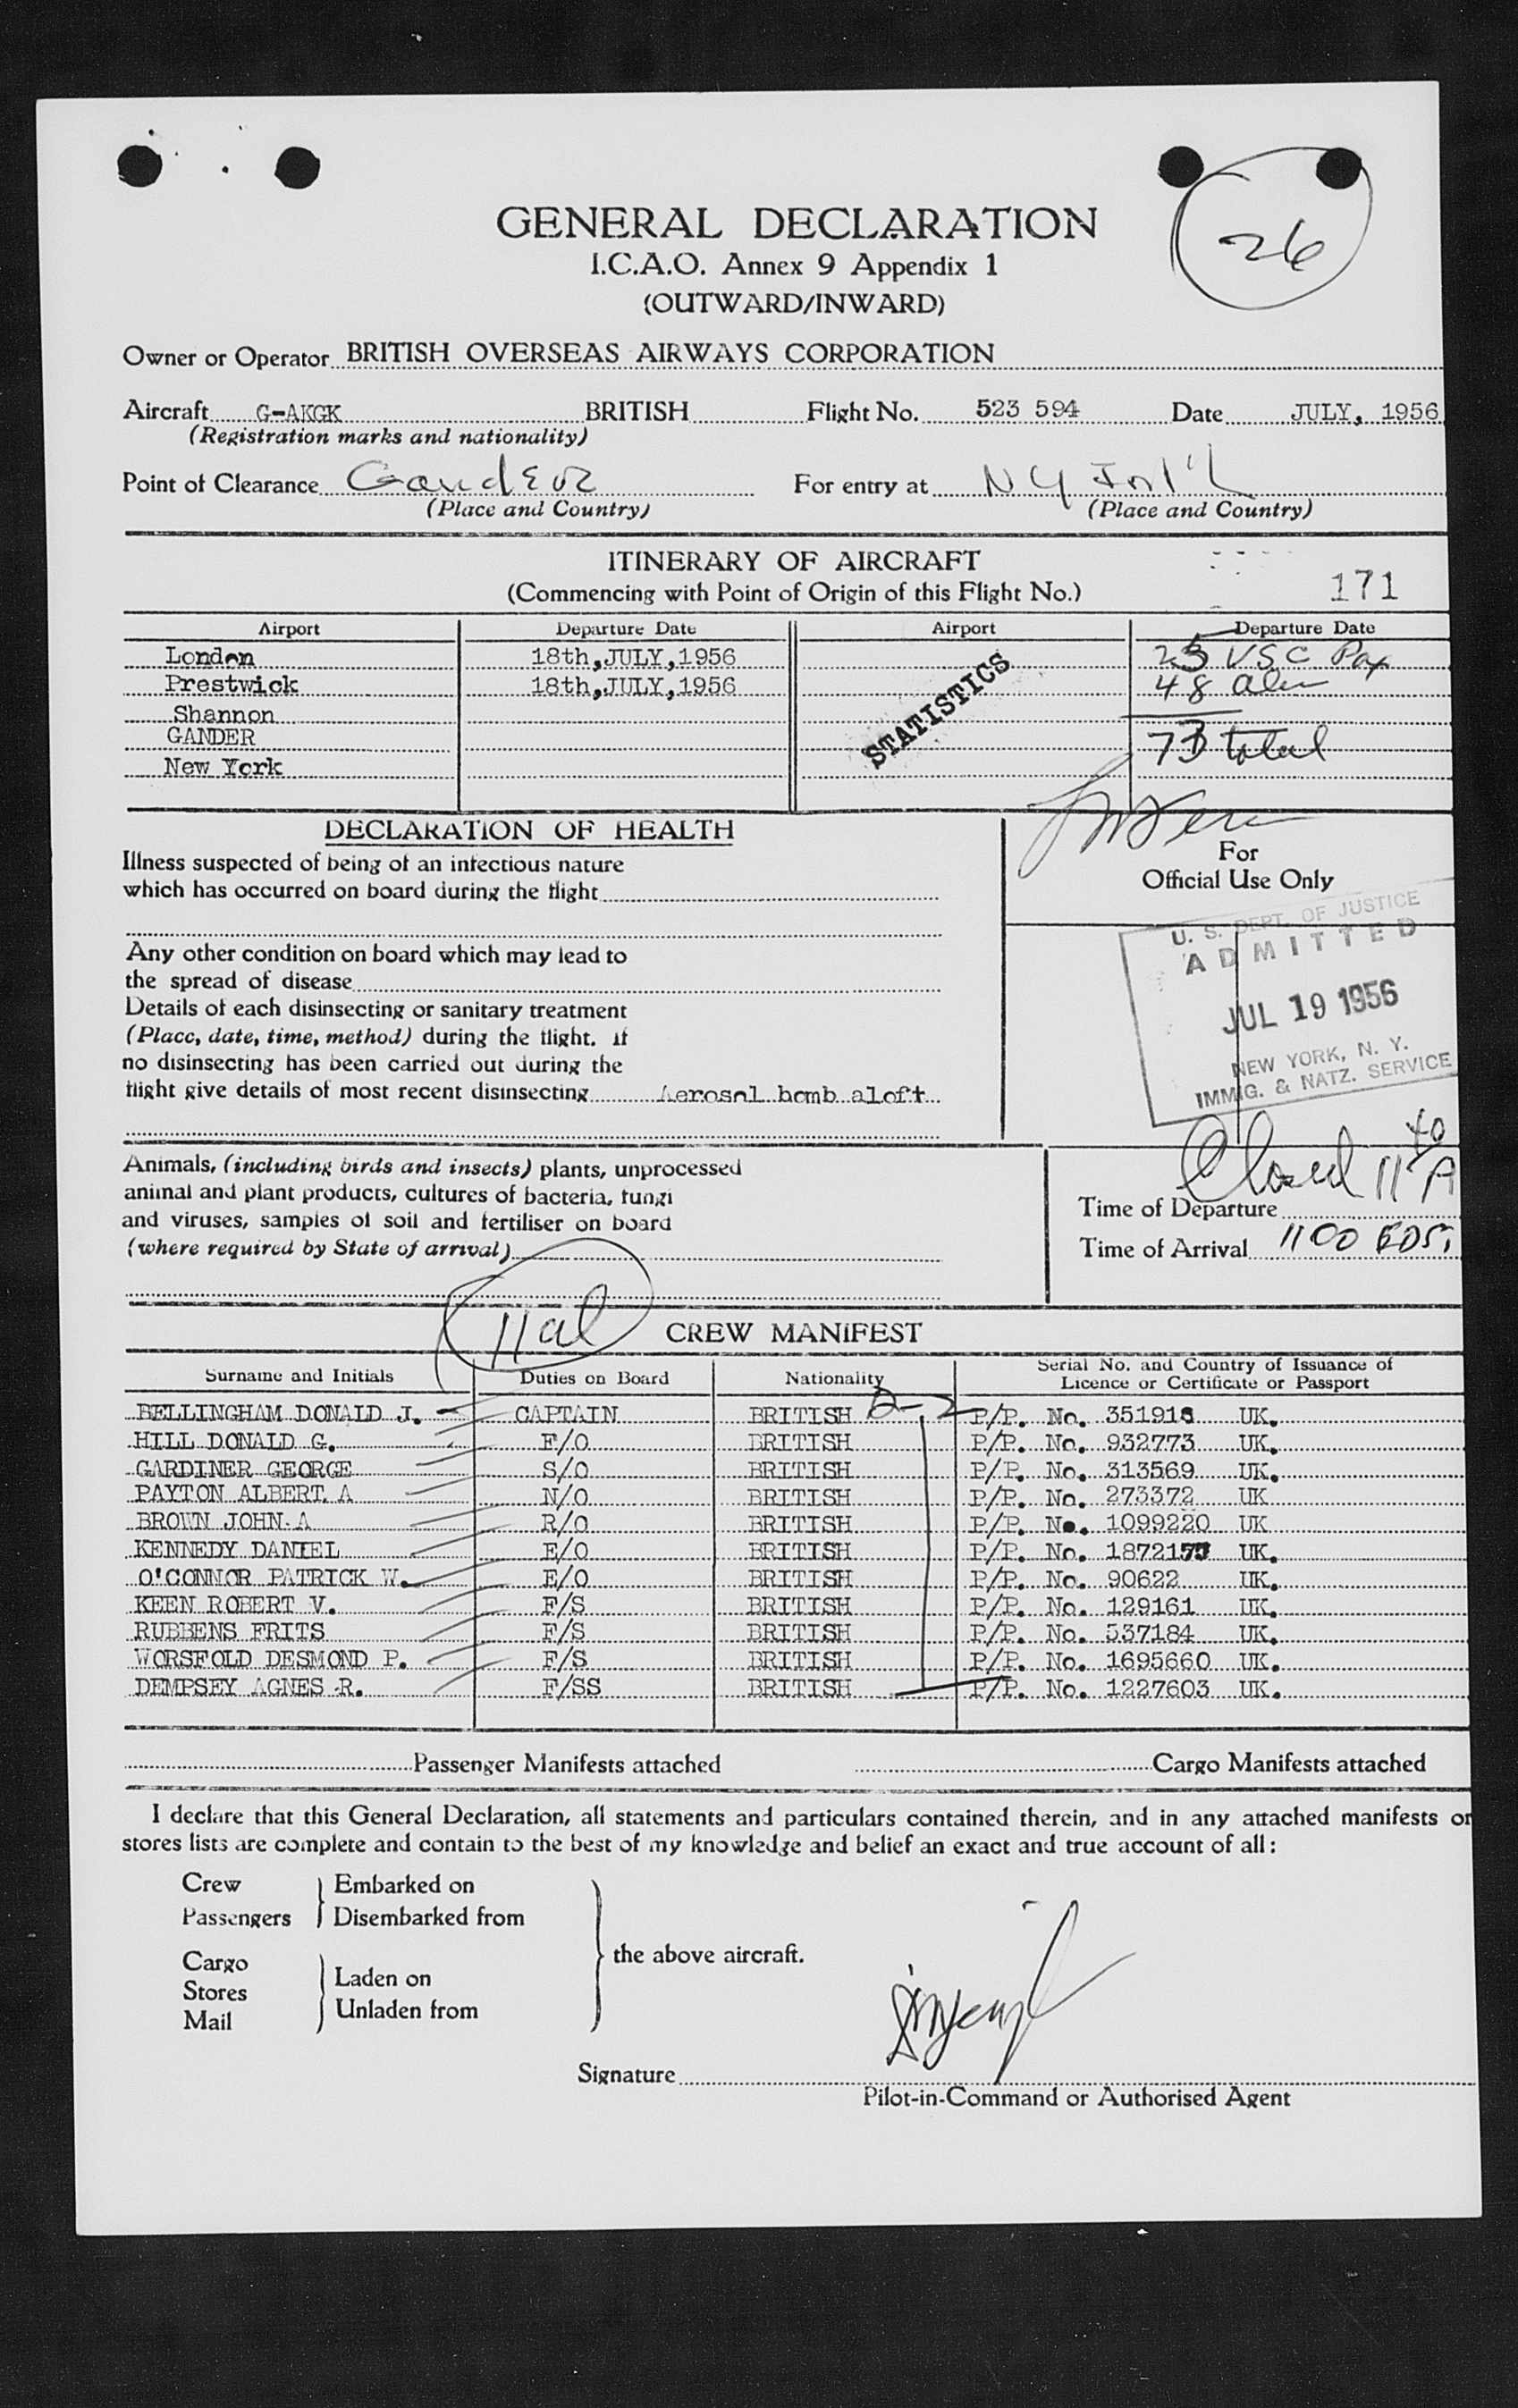 26
GENERAL DECLARATION
I.C.A.O. Annex 9 Appendix 1
(OUTWARD/INWARD)
Owner or Operator BRITISH OVERSEAS AIRWAYS CORPORATION
Aircraft G-AKGK BRITISH Flight No. 523 594 Date JULY, 1956
(Registration marks and nationality)
Point of Clearance Gander For entry at NY Int'l
(Place and Country) (Place and Country)
ITINERARY OF AIRCRAFT
(Commencing with Point of Origin of this Flight No.) 171
Airport Departure Date Airport Departure Date
London 18th,JULY,1956 25 USC Pax
Prestwick 18th,JULY,1956 48 alien
Shannon
GANDER 73 total
New York
STATISTICS
DECLARATION OF HEALTH
Illness suspected of being of an infectious nature
which has occurred on board during the flight
For
Official Use Only
Any other condition on board which may lead to
the spread of disease
Details of each disinsecting or sanitary treatment
(Place, date, time, method) during the flight. If
no disinsecting has been carried out during the
flight give details of most recent disinsecting Aerosol bomb aloft
U. S. DEPT. OF JUSTICE
ADMITTED
JUL 19 1956
NEW YORK, N. Y.
IMMIG. & NATZ. SERVICE
Animals, (including birds and insects) plants, unprocessed
animal and plant products, cultures of bacteria, fungi
and viruses, samples of soil and fertiliser on board
(where required by State of arrival)
Closed 11 40 A
Time of Departure
Time of Arrival 1100 EDST
11 al
CREW MANIFEST
Surname and Initials Duties on Board Nationality Serial No. and Country of Issuance of
Licence or Certificate or Passport
BELLINGHAM DONALD J. CAPTAIN BRITISH D-2 P/P. No. 351918 UK.
HILL DONALD G. F/O BRITISH P/P. No. 932773 UK.
GARDINER GEORGE S/O BRITISH P/P. No. 313569 UK.
PAYTON ALBERT. A N/O BRITISH P/P. No. 273372 UK
BROWN JOHN.A R/O BRITISH P/P. No. 1099220 UK
KENNEDY DANIEL E/O BRITISH P/P. No. UK.
O'CONNOR PATRICK W. E/O BRITISH P/P. No. 90622 UK.
KEEN ROBERT V. F/S BRITISH P/P. No. 129161 UK.
RUBBENS FRITS F/S BRITISH P/P. No. 537184 UK.
WORSFOLD DESMOND P. F/S BRITISH P/P. No. 1695660 UK.
DEMPSEY AGNES R. F/SS BRITISH P/P. No. 1227603 UK.
Passenger Manifests attached Cargo Manifests attached
I declare that this General Declaration, all statements and particulars contained therein, and in any attached manifests or
stores lists are complete and contain to the best of my knowledge and belief an exact and true account of all:
Crew Embarked on
Passengers Disembarked from
the above aircraft.
Cargo
Stores Laden on
Mail Unladen from
Signature
Pilot-in-Command or Authorised Agent